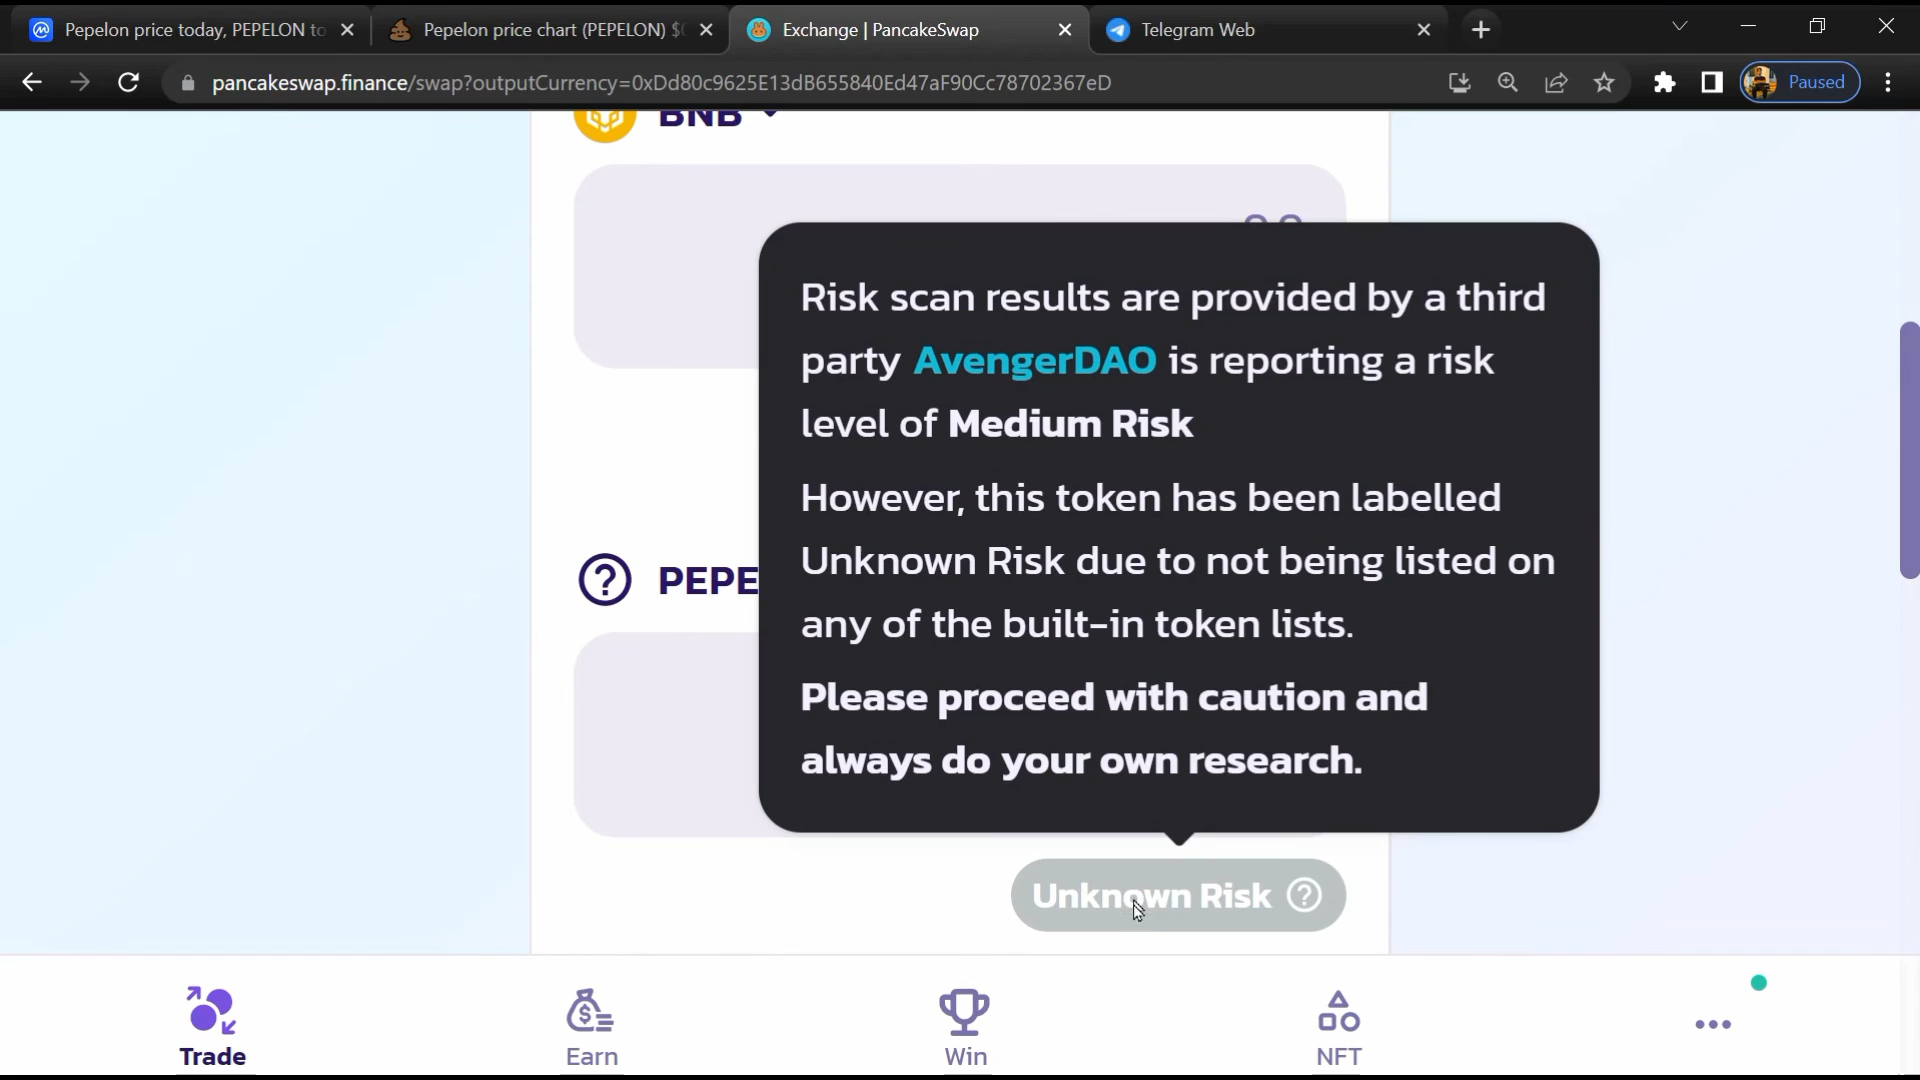 Pepelon price today, PEPELON to
Pepelon price chart (PEPELON) $
Exchange | PancakeSwap
Telegram Web
pancakeswap.finance/swap?outputCurrency=0xDd80c9625E13dB655840Ed47aF90Cc78702367eD
Paused
BNB
Risk scan results are provided by a third
party AvengerDAO is reporting a risk
level of Medium Risk
However, this token has been labelled
Unknown Risk due to not being listed on
any of the built-in token lists.
Please proceed with caution and
always do your own research.
PEPE
Unknown Risk
Trade
Earn
Win
NFT